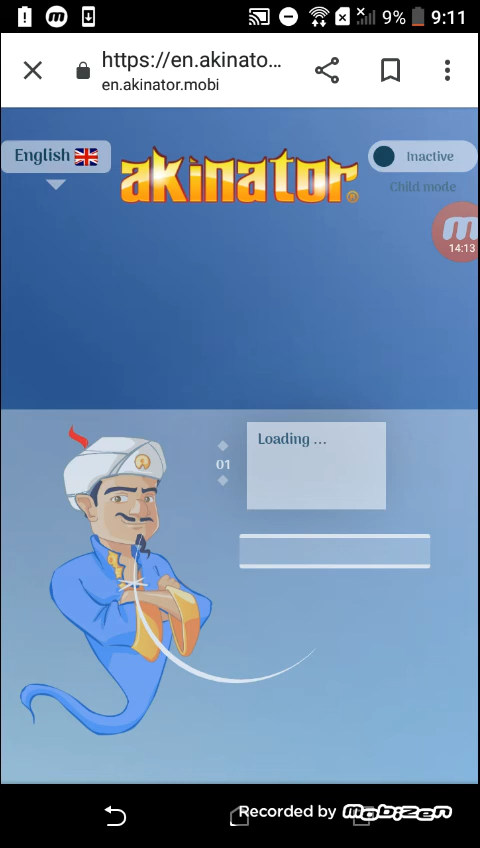 9% 9:11
https://en.akinato...
en.akinator.mobi
English
akinator®
Inactive
Child mode
14:13
Loading ...
01
Recorded by Mobizen